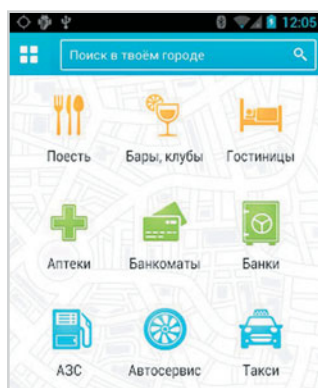 12:05
Поиск в твоём городе
Поесть Бары, клубы Гостиницы
Аптеки Банкоматы Банки
АЗС Автосервис Такси